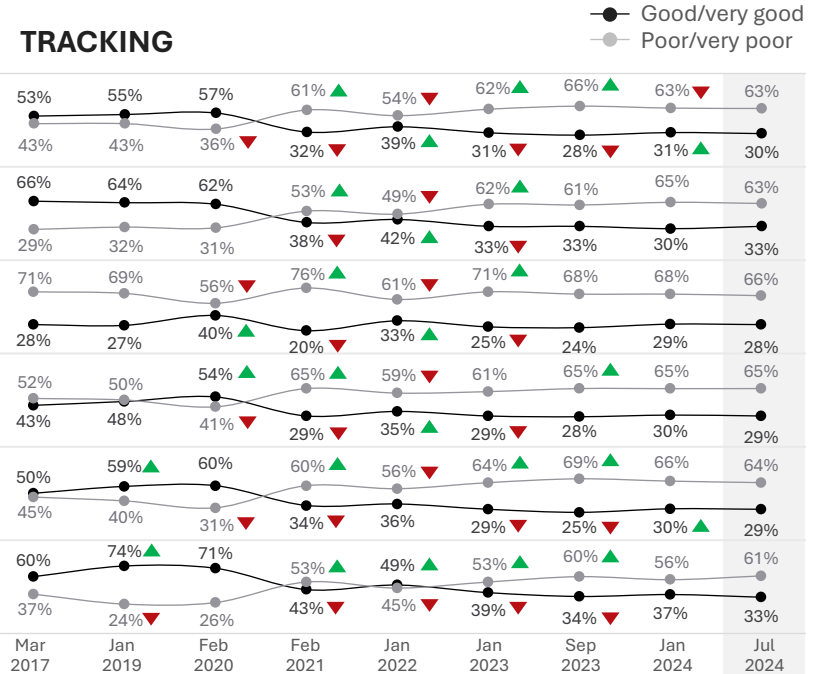 Good/very good
TRACKING
Poor/very poor
53% 55% 57% 61% 54% 62% 66% 63% 63%
43% 43% 36% 32% 39% 31% 28% 31% 30%
66% 64% 62% 53% 49% 62% 61% 65% 63%
29% 32% 31% 38% 42% 33% 33% 30% 33%
71% 69% 56% 76% 61% 71% 68% 68% 66%
28% 27% 40% 20% 33% 25% 24% 29% 28%
52% 50% 54% 65% 59% 61% 65% 65% 65%
43% 48% 41% 29% 35% 29% 28% 30% 29%
50% 59% 60% 60% 56% 64% 69% 66% 64%
45% 40% 31% 34% 36% 29% 25% 30% 29%
60% 74% 71% 53% 49% 53% 60% 56% 61%
37% 24% 26% 43% 45% 39% 34% 37% 33%
Mar Jan Feb Feb Jan Jan Sep Jan Jul
2017 2019 2020 2021 2022 2023 2023 2024 2024